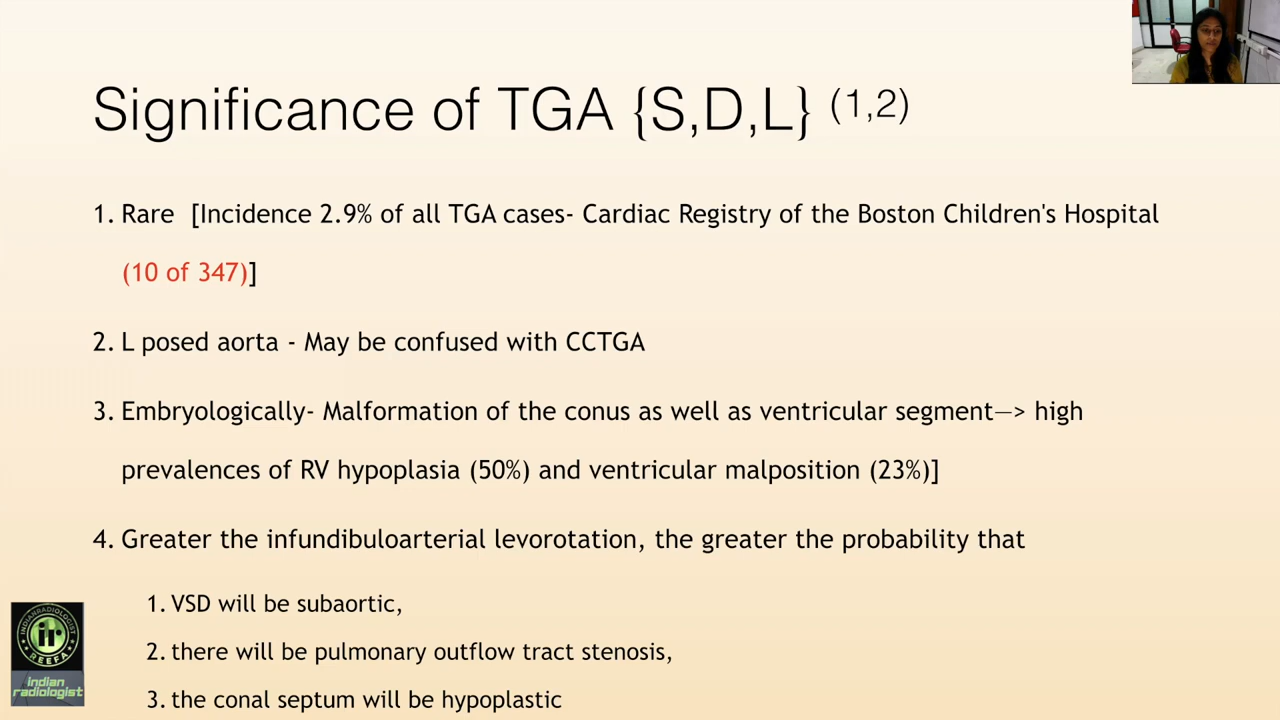 Significance of TGA {S,D,L} (1,2)
1. Rare [Incidence 2.9% of all TGA cases- Cardiac Registry of the Boston Children's Hospital
(10 of 347)]
2. L posed aorta - May be confused with CCTGA
3. Embryologically- Malformation of the conus as well as ventricular segment—> high
prevalences of RV hypoplasia (50%) and ventricular malposition (23%)]
4. Greater the infundibuloarterial levorotation, the greater the probability that
1. VSD will be subaortic,
2. there will be pulmonary outflow tract stenosis,
3. the conal septum will be hypoplastic
INDIANRADIOLOGIST
ir
REEFA
indian
radiologist